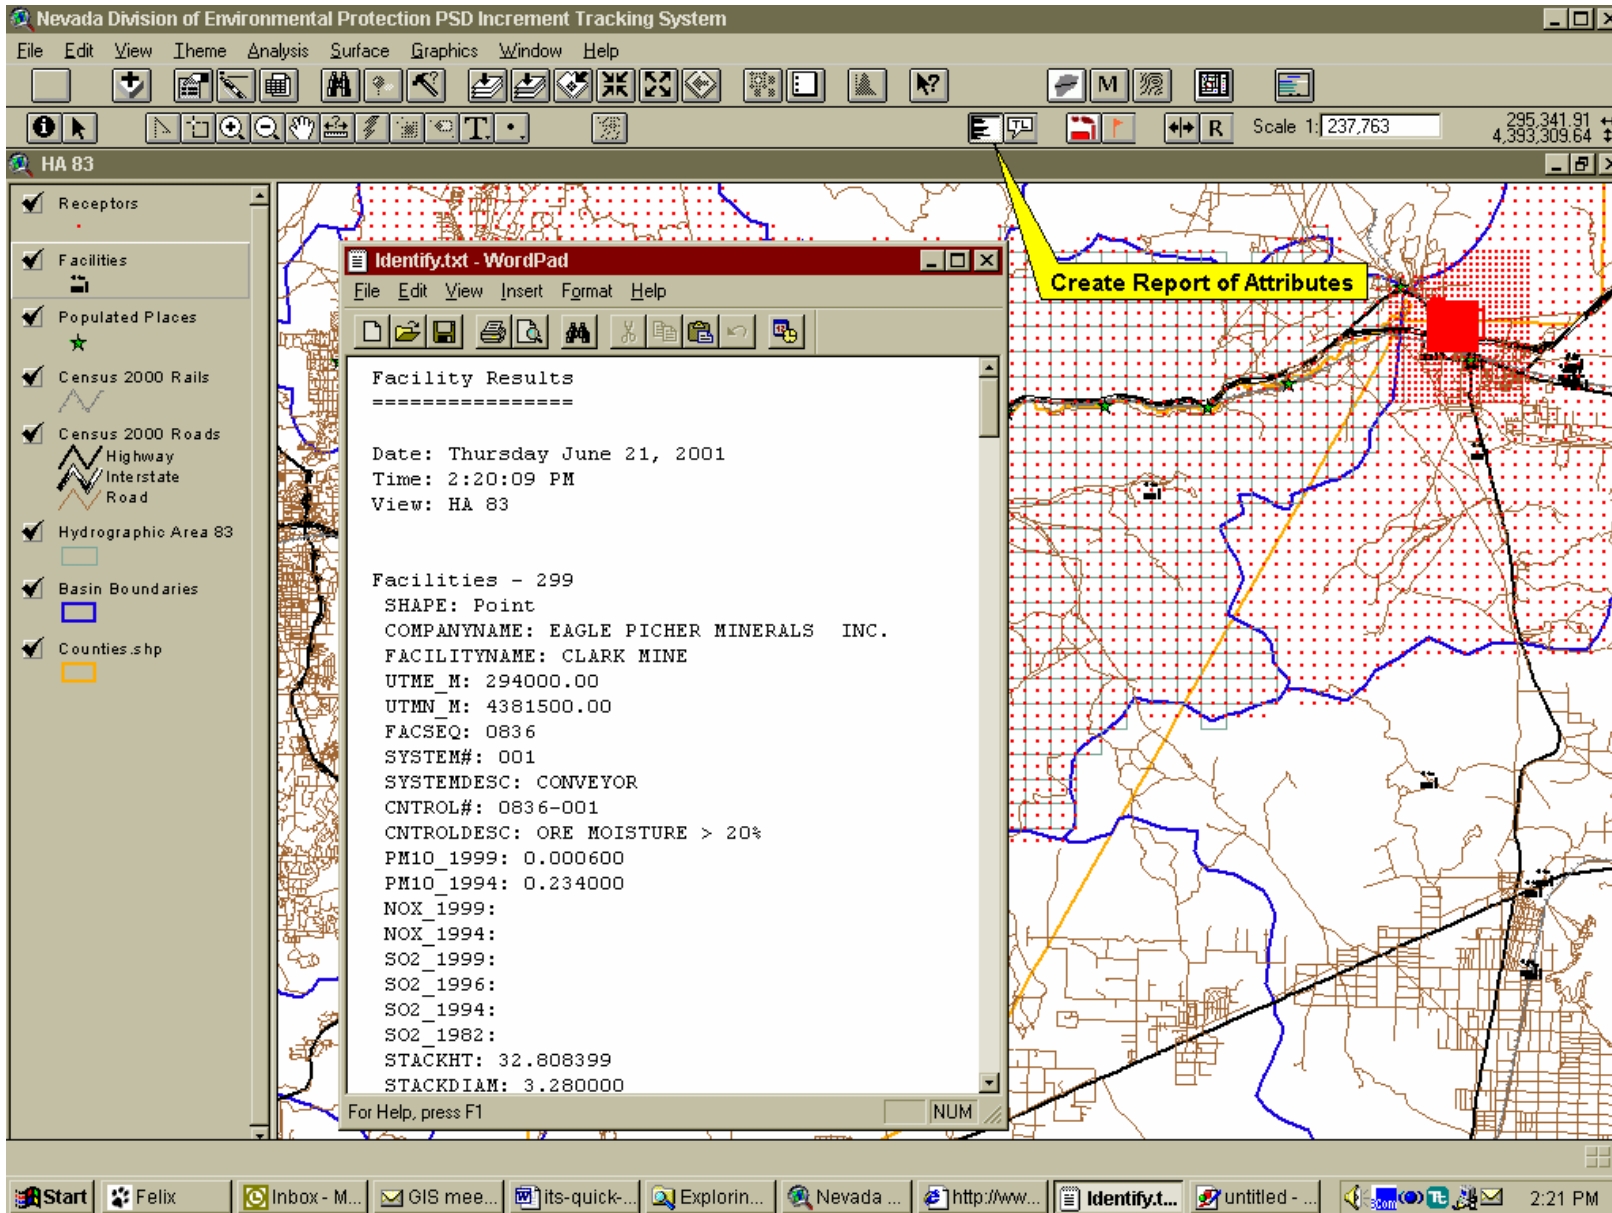 Nevada Division of Environmental Protection PSD Increment Tracking System
File Edit View Theme Analysis Surface Graphics Window Help
M
T
TL
R
Scale 1: 237,763
295,341.91
4,393,309.64
HA 83
Receptors
Facilities
Populated Places
Census 2000 Rails
Census 2000 Roads
Highway
Interstate
Road
Hydrographic Area 83
Basin Boundaries
Counties.shp
Create Report of Attributes
Identify.txt - WordPad
File Edit View Insert Format Help
Facility Results
================
Date: Thursday June 21, 2001
Time: 2:20:09 PM
View: HA 83
Facilities - 299
SHAPE: Point
COMPANYNAME: EAGLE PICHER MINERALS   INC.
FACILITYNAME: CLARK MINE
UTME_M: 294000.00
UTMN_M: 4381500.00
FACSEQ: 0836
SYSTEM#: 001
SYSTEMDESC: CONVEYOR
CNTROL#: 0836-001
CNTROLDESC: ORE MOISTURE > 20%
PM10_1999: 0.000600
PM10_1994: 0.234000
NOX_1999:
NOX_1994:
SO2_1999:
SO2_1996:
SO2_1994:
SO2_1982:
STACKHT: 32.808399
STACKDIAM: 3.280000
For Help, press F1
NUM
Start
Felix
Inbox - M...
GIS mee...
its-quick-...
Explorin...
Nevada ...
http://ww...
Identify.t...
untitled - ...
2:21 PM